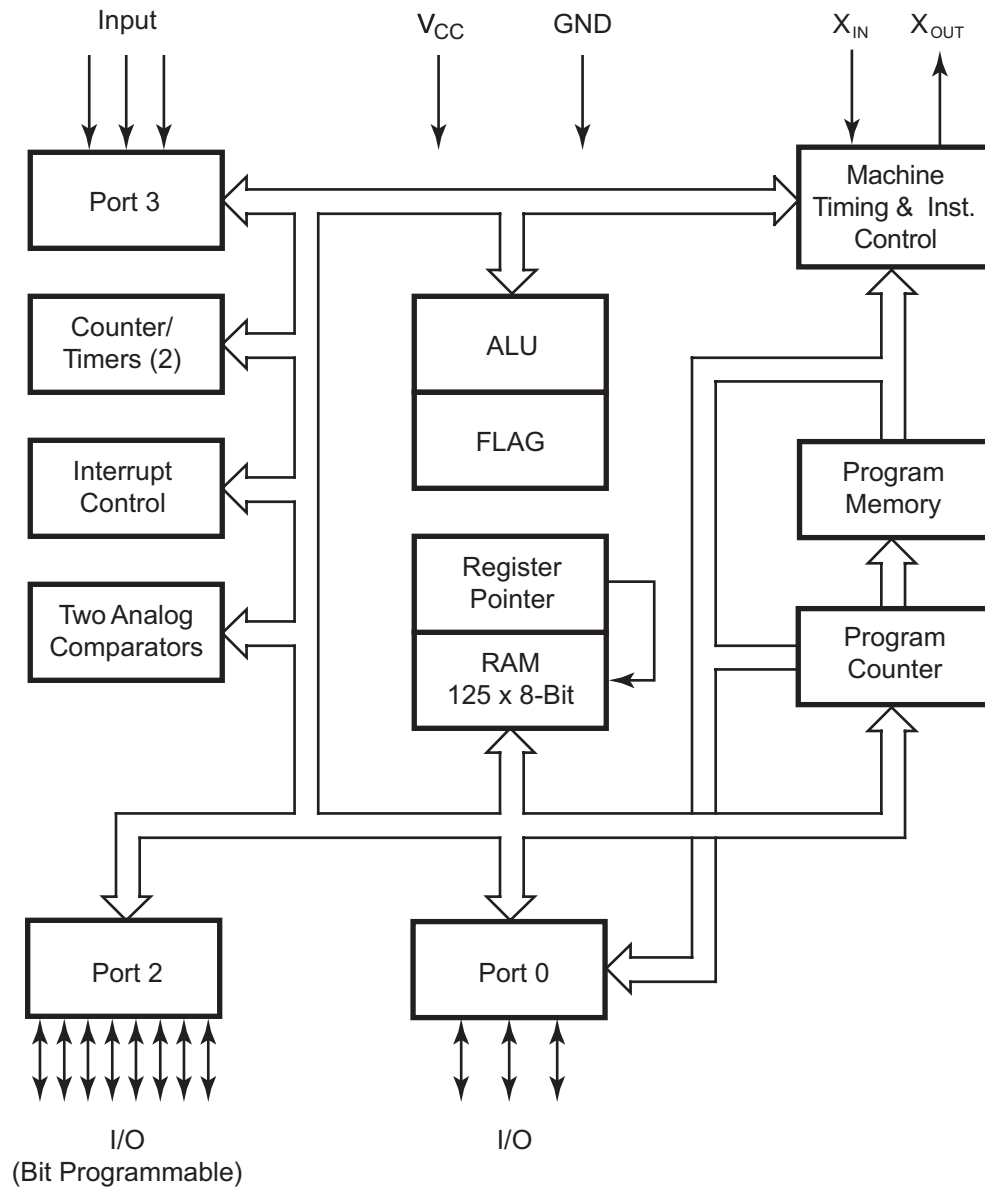 Input
VCC
GND
XIN
XOUT
Port 3
Machine
Timing & Inst.
Control
Counter/
Timers (2)
ALU
FLAG
Interrupt
Control
Program
Memory
Two Analog
Comparators
Register
Pointer
RAM
125 x 8-Bit
Program
Counter
Port 2
Port 0
I/O
(Bit Programmable)
I/O